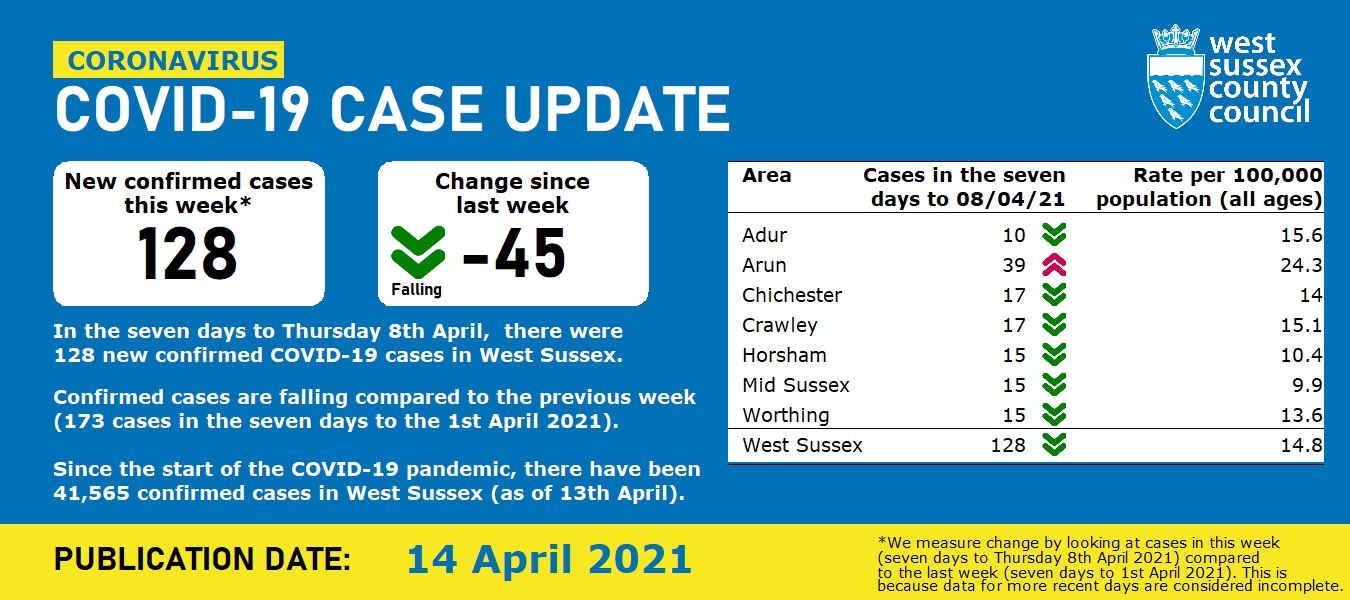 CORONAVIRUS
COVID-19 CASE UPDATE
west
sussex
county
council
New confirmed cases
this week*
128
Change since
last week
-45
Falling
In the seven days to Thursday 8th April,  there were
128 new confirmed COVID-19 cases in West Sussex.
Confirmed cases are falling compared to the previous week
(173 cases in the seven days to the 1st April 2021).
Since the start of the COVID-19 pandemic, there have been
41,565 confirmed cases in West Sussex (as of 13th April).
Area Cases in the seven Rate per 100,000
days to 08/04/21 population (all ages)
Adur 10 15.6
Arun 39 24.3
Chichester 17 14
Crawley 17 15.1
Horsham 15 10.4
Mid Sussex 15 9.9
Worthing 15 13.6
West Sussex 128 14.8
PUBLICATION DATE: 14 April 2021
*We measure change by looking at cases in this week
(seven days to Thursday 8th April 2021) compared
to the last week (seven days to 1st April 2021). This is
because data for more recent days are considered incomplete.